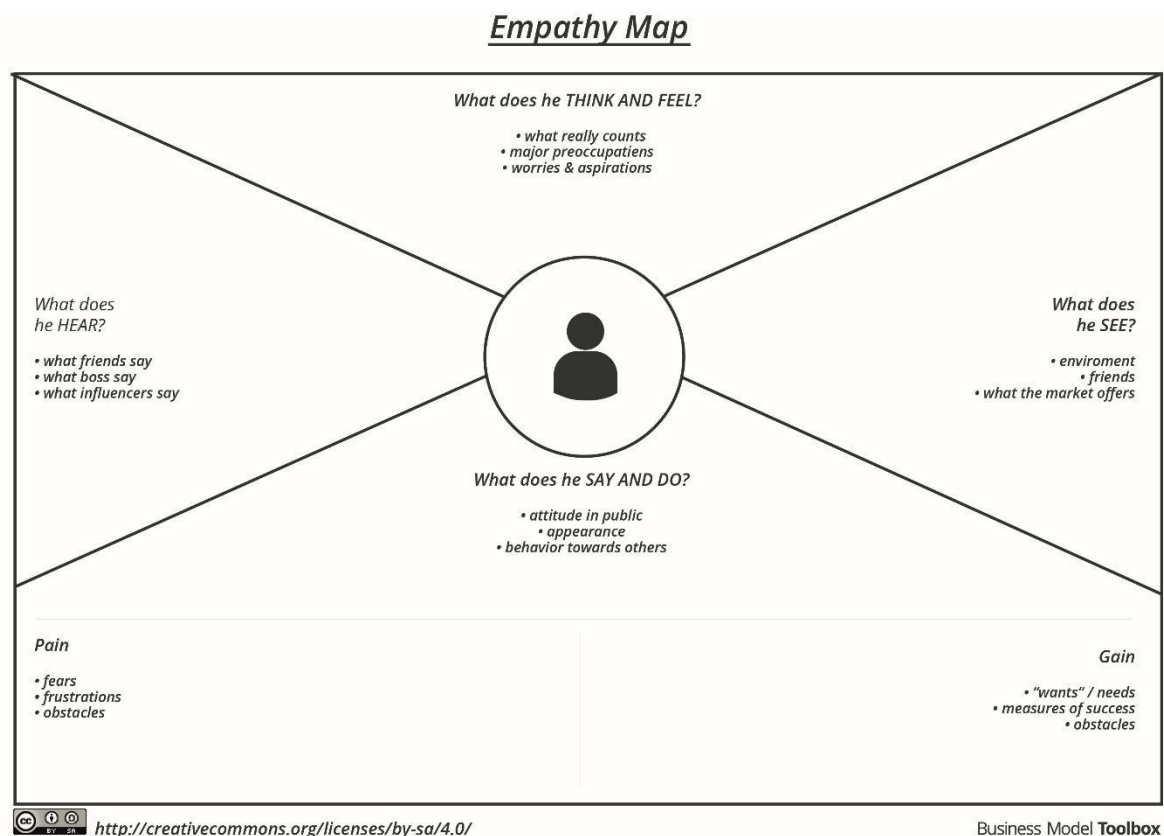 Empathy Map
What does he THINK AND FEEL?
• what really counts
• major preoccupatiens
• worries & aspirations
What does
he HEAR?
• what friends say
• what boss say
• what influencers say
What does
he SEE?
• enviroment
• friends
• what the market offers
What does he SAY AND DO?
• attitude in public
• appearance
• behavior towards others
Pain
• fears
• frustrations
• obstacles
Gain
• “wants” / needs
• measures of success
• obstacles
cc BY SA
http://creativecommons.org/licenses/by-sa/4.0/
Business Model Toolbox